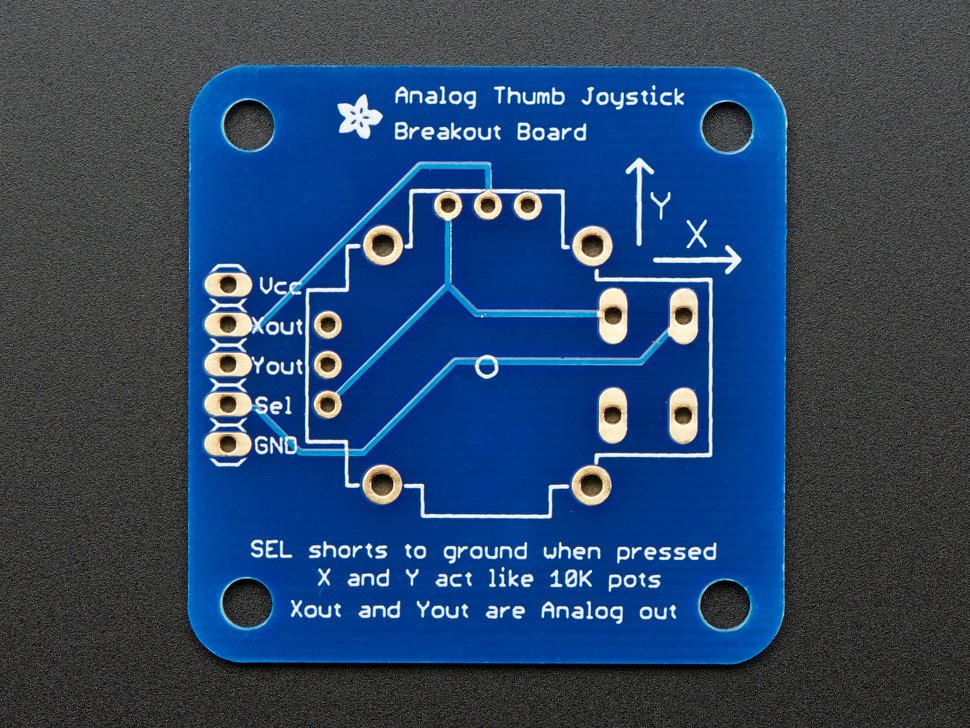 Analog Thumb Joystick
Breakout Board
Y
X
Vcc
Xout
Yout
Sel
GND
SEL shorts to ground when pressed
X and Y act like 10K pots
Xout and Yout are Analog out